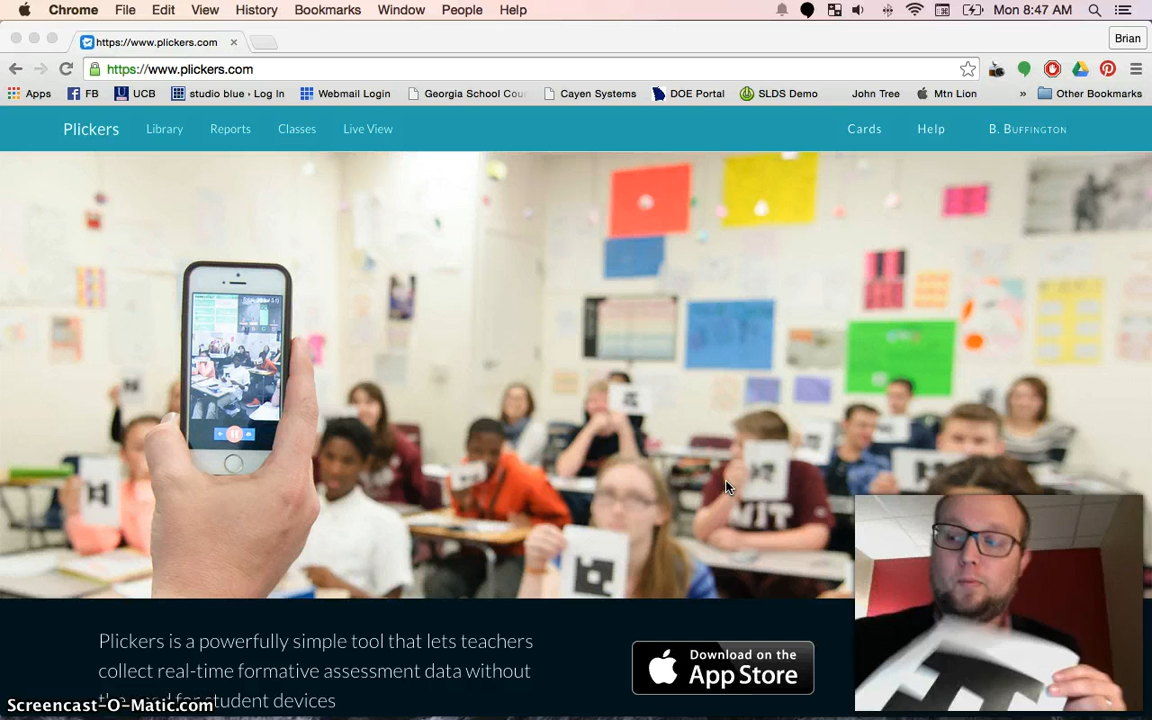 Chrome File Edit View History Bookmarks Window People Help Mon 8:47 AM
https://www.plickers.com Brian
https://www.plickers.com
Apps FB UCB studio blue › Log In Webmail Login Georgia School Cou Cayen Systems DOE Portal SLDS Demo John Tree Mtn Lion » Other Bookmarks
Plickers Library Reports Classes Live View Cards Help B. Buffington
WIT
Plickers is a powerfully simple tool that lets teachers
collect real-time formative assessment data without
student devices
Download on the
App Store
Screencast-O-Matic.com